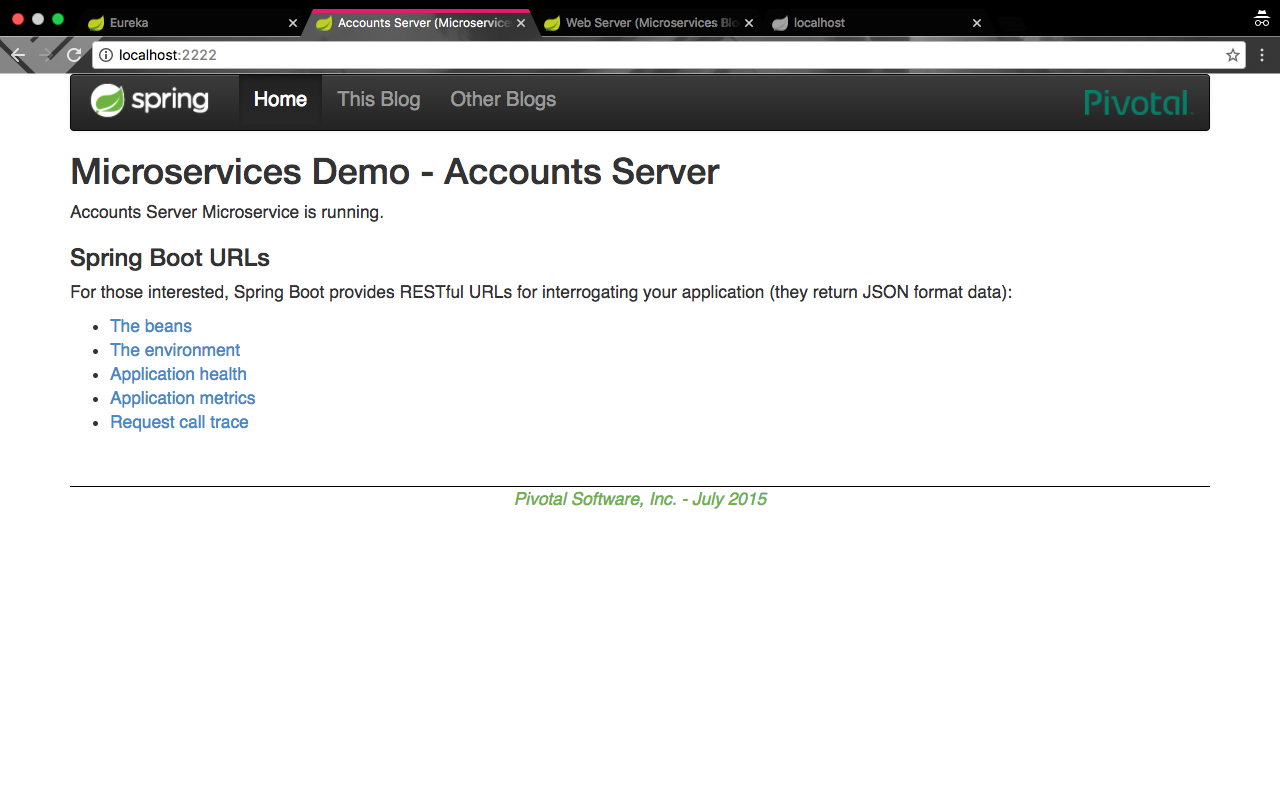 Eureka
Accounts Server (Microservice
Web Server (Microservices Blo
localhost
localhost:2222
spring
Home
This Blog
Other Blogs
Pivotal
Microservices Demo - Accounts Server
Accounts Server Microservice is running.
Spring Boot URLs
For those interested, Spring Boot provides RESTful URLs for interrogating your application (they return JSON format data):
The beans
The environment
Application health
Application metrics
Request call trace
Pivotal Software, Inc. - July 2015